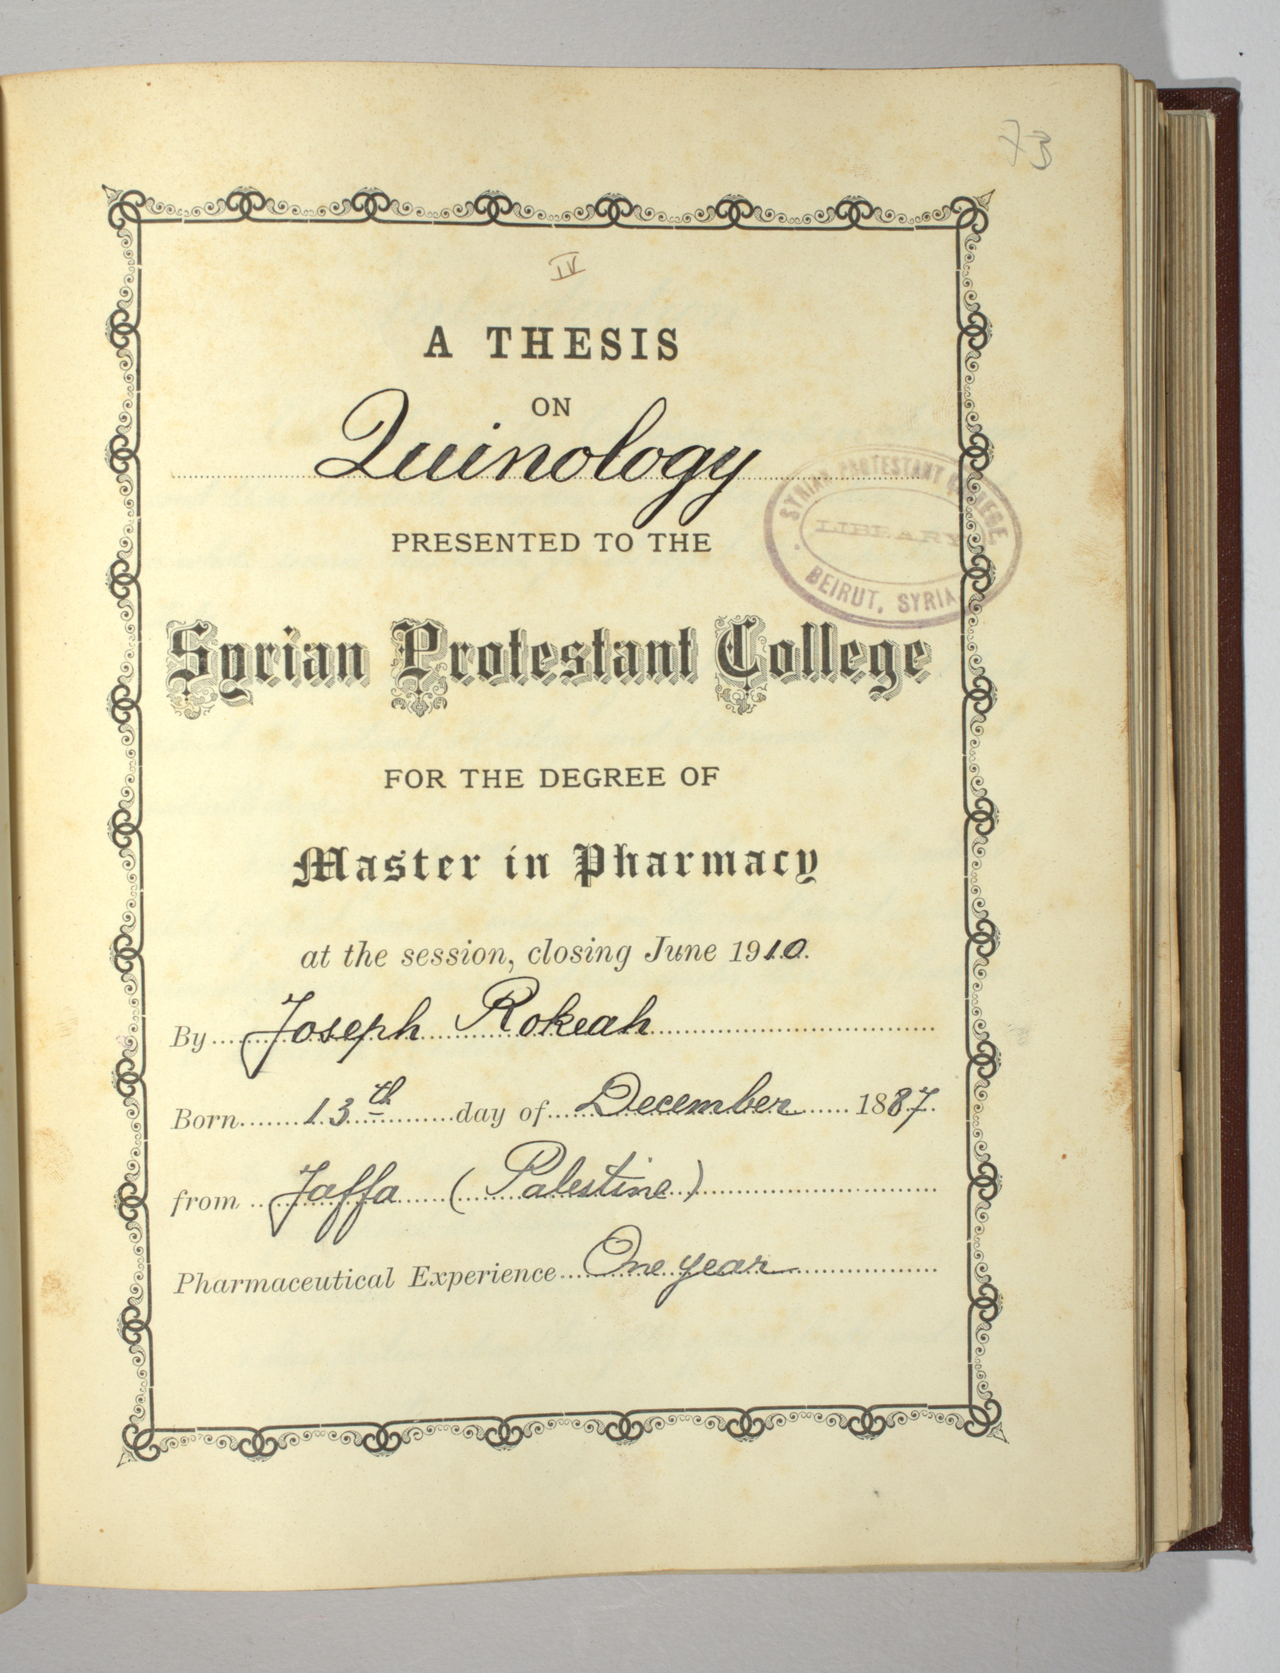 73
IV
A THESIS
ON
Quinology
PRESENTED TO THE
SYRIAN PROTESTANT COLLEGE
LIBRARY
BEIRUT, SYRIA
Syrian Protestant College
FOR THE DEGREE OF
Master in Pharmacy
at the session, closing June 1910.
By Joseph Rokeah
Born 13th day of December 1887.
from Jaffa (Palestine)
Pharmaceutical Experience One year